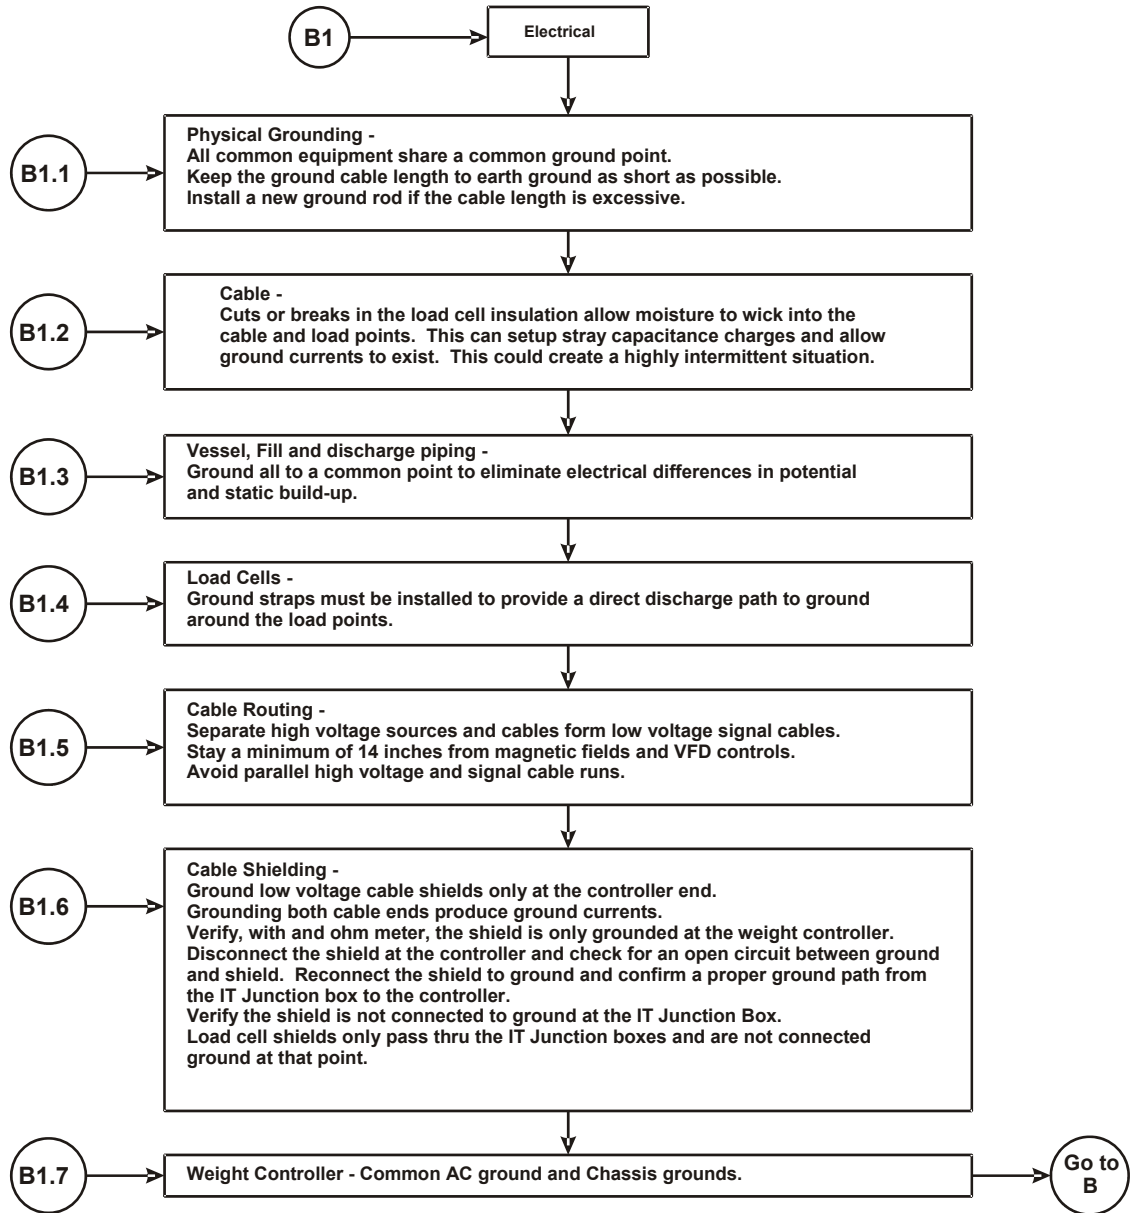 B1
Electrical
B1.1
Physical Grounding -
All common equipment share a common ground point.
Keep the ground cable length to earth ground as short as possible.
Install a new ground rod if the cable length is excessive.
B1.2
Cable -
Cuts or breaks in the load cell insulation allow moisture to wick into the
cable and load points.  This can setup stray capacitance charges and allow
ground currents to exist.  This could create a highly intermittent situation.
B1.3
Vessel, Fill and discharge piping -
Ground all to a common point to eliminate electrical differences in potential
and static build-up.
B1.4
Load Cells -
Ground straps must be installed to provide a direct discharge path to ground
around the load points.
B1.5
Cable Routing -
Separate high voltage sources and cables form low voltage signal cables.
Stay a minimum of 14 inches from magnetic fields and VFD controls.
Avoid parallel high voltage and signal cable runs.
B1.6
Cable Shielding -
Ground low voltage cable shields only at the controller end.
Grounding both cable ends produce ground currents.
Verify, with and ohm meter, the shield is only grounded at the weight controller.
Disconnect the shield at the controller and check for an open circuit between ground
and shield.  Reconnect the shield to ground and confirm a proper ground path from
the IT Junction box to the controller.
Verify the shield is not connected to ground at the IT Junction Box.
Load cell shields only pass thru the IT Junction boxes and are not connected
ground at that point.
B1.7
Weight Controller - Common AC ground and Chassis grounds.
Go to
B